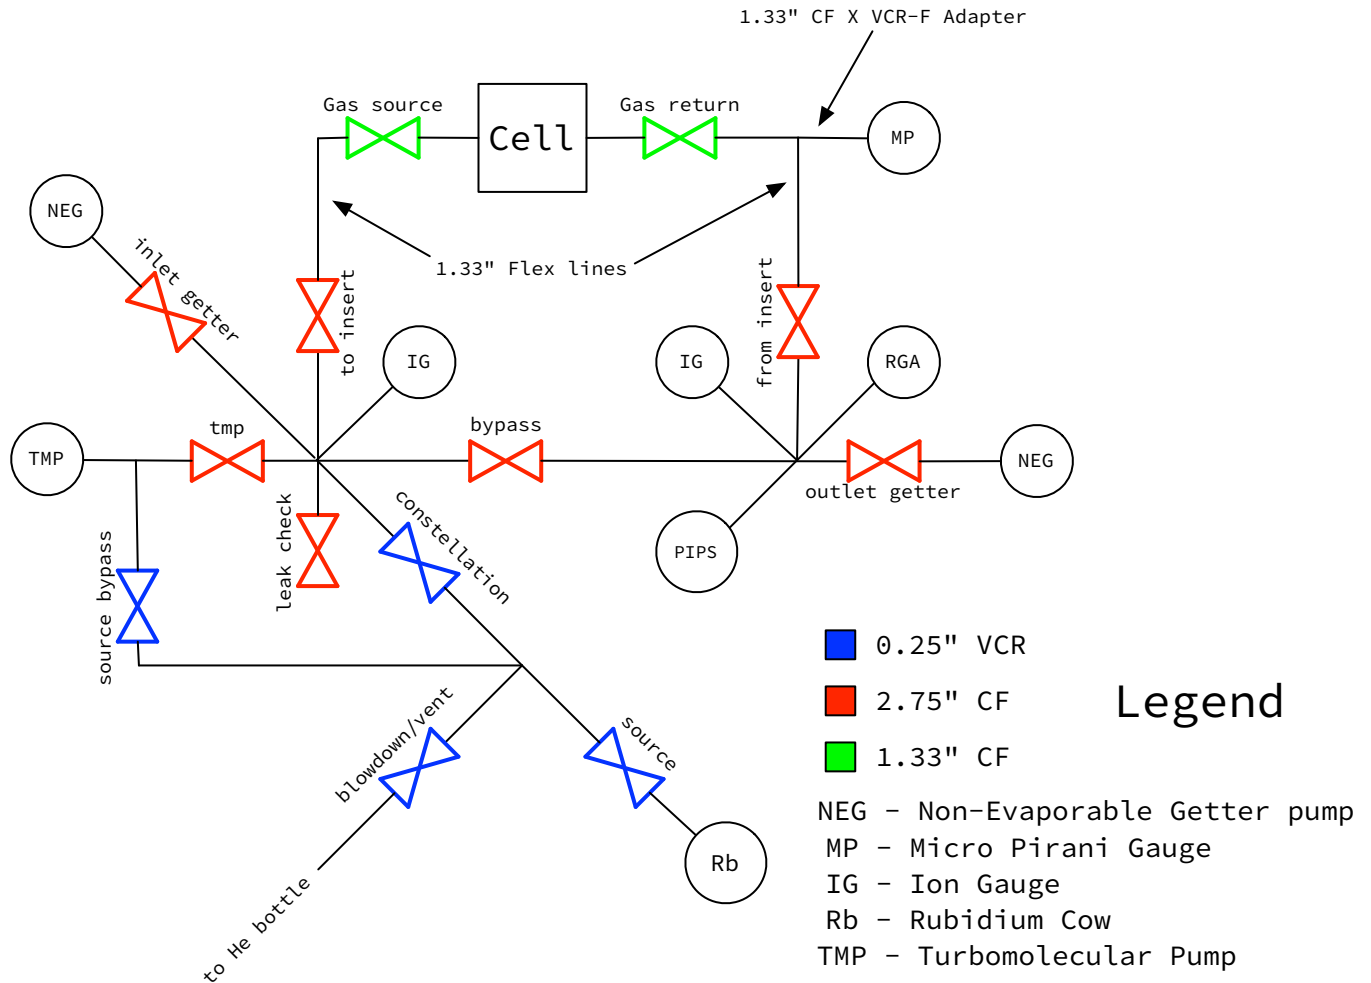 1.33" CF X VCR-F Adapter
Gas source
Gas return
Cell
MP
NEG
inlet getter
1.33" Flex lines
to insert
from insert
IG
IG
RGA
TMP
tmp
bypass
NEG
outlet getter
constellation
leak check
PIPS
source bypass
0.25" VCR
2.75" CF
Legend
1.33" CF
blowdown/vent
source
Rb
to He bottle
NEG - Non-Evaporable Getter pump
MP - Micro Pirani Gauge
IG - Ion Gauge
Rb - Rubidium Cow
TMP - Turbomolecular Pump